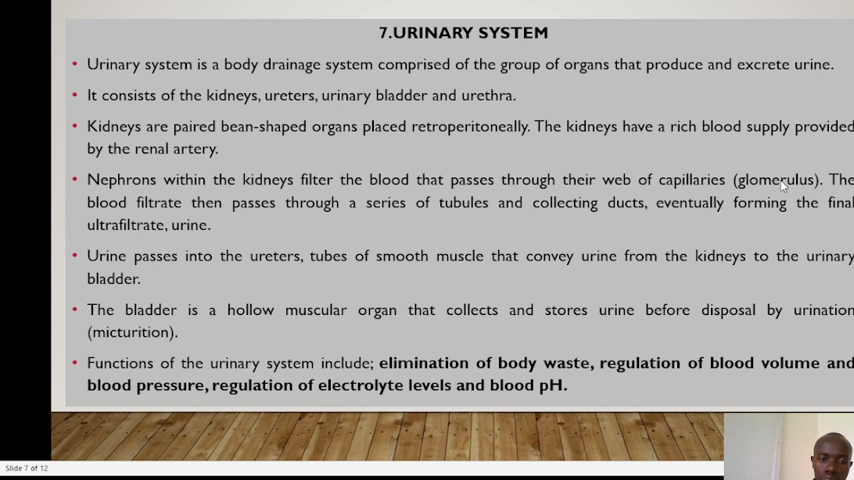 7.URINARY SYSTEM
• Urinary system is a body drainage system comprised of the group of organs that produce and excrete urine.
• It consists of the kidneys, ureters, urinary bladder and urethra.
• Kidneys are paired bean-shaped organs placed retroperitoneally. The kidneys have a rich blood supply provided
by the renal artery.
• Nephrons within the kidneys filter the blood that passes through their web of capillaries (glomerulus). The
blood filtrate then passes through a series of tubules and collecting ducts, eventually forming the final
ultrafiltrate, urine.
• Urine passes into the ureters, tubes of smooth muscle that convey urine from the kidneys to the urinary
bladder.
• The bladder is a hollow muscular organ that collects and stores urine before disposal by urination
(micturition).
• Functions of the urinary system include; elimination of body waste, regulation of blood volume and
blood pressure, regulation of electrolyte levels and blood pH.
Slide 7 of 12